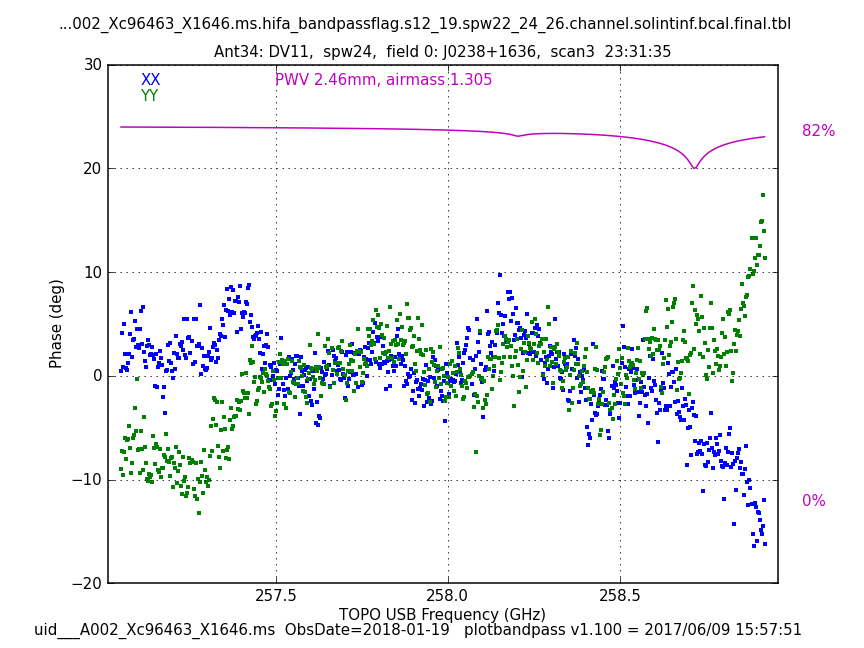 ...002_Xc96463_X1646.ms.hifa_bandpassflag.s12_19.spw22_24_26.channel.solintinf.bcal.final.tbl
Ant34: DV11, spw24, field 0: J0238+1636, scan3 23:31:35
30
XX
PWV 2.46mm, airmass 1.305
YY
82%
20
10
Phase (deg)
0
−10
0%
−20
257.5 258.0 258.5
TOPO USB Frequency (GHz)
uid___A002_Xc96463_X1646.ms ObsDate=2018-01-19 plotbandpass v1.100 = 2017/06/09 15:57:51